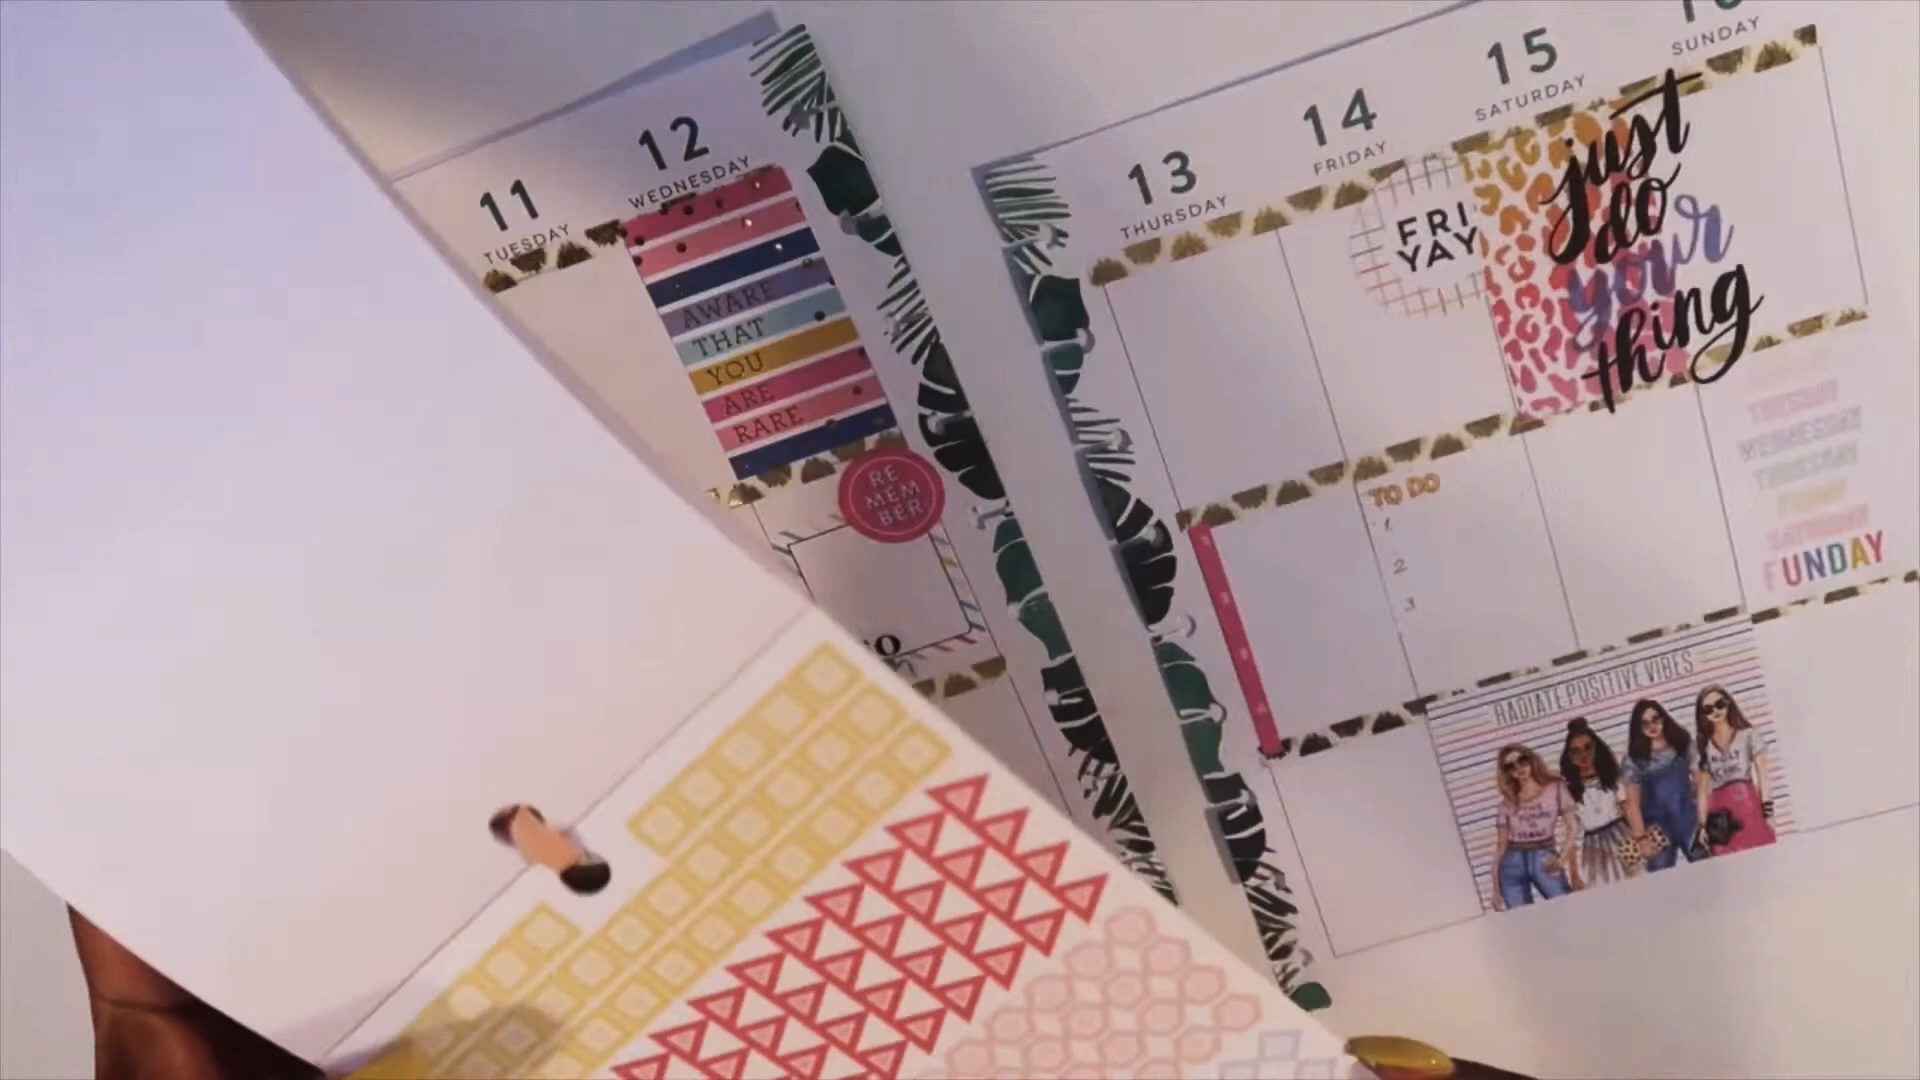 11
TUESDAY
12
WEDNESDAY
AWARE
THAT
YOU
ARE
RARE
RE
MEM
BER
13
THURSDAY
14
FRIDAY
FRI
YAY
15
SATURDAY
SUNDAY
just
do
your
thing
TO DO
1
2
3
TUESDAY
WEDNESDAY
THURSDAY
SATURDAY
FUNDAY
RADIATE POSITIVE VIBES